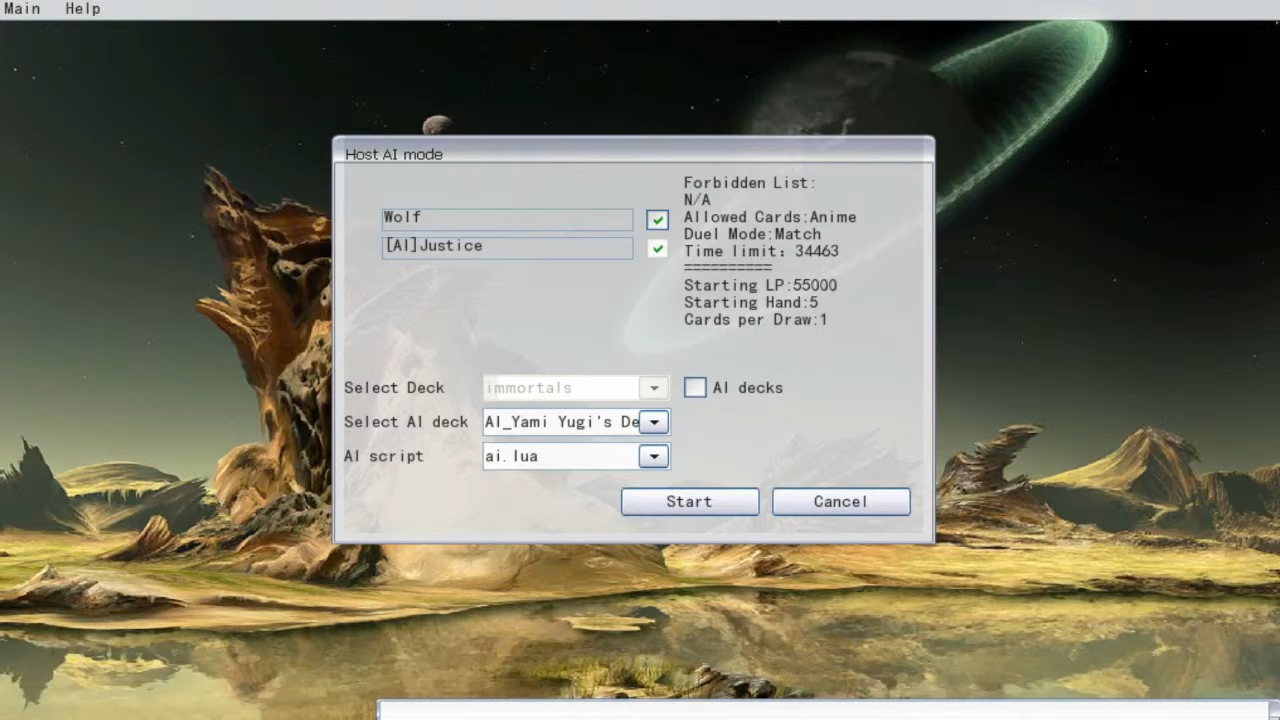 Main Help
Host AI mode
Wolf
[AI]Justice
Forbidden List:
N/A
Allowed Cards:Anime
Duel Mode:Match
Time limit: 34463
==========
Starting LP:55000
Starting Hand:5
Cards per Draw:1
Select Deck immortals AI decks
Select AI deck AI_Yami Yugi's De
AI script ai.lua
Start Cancel